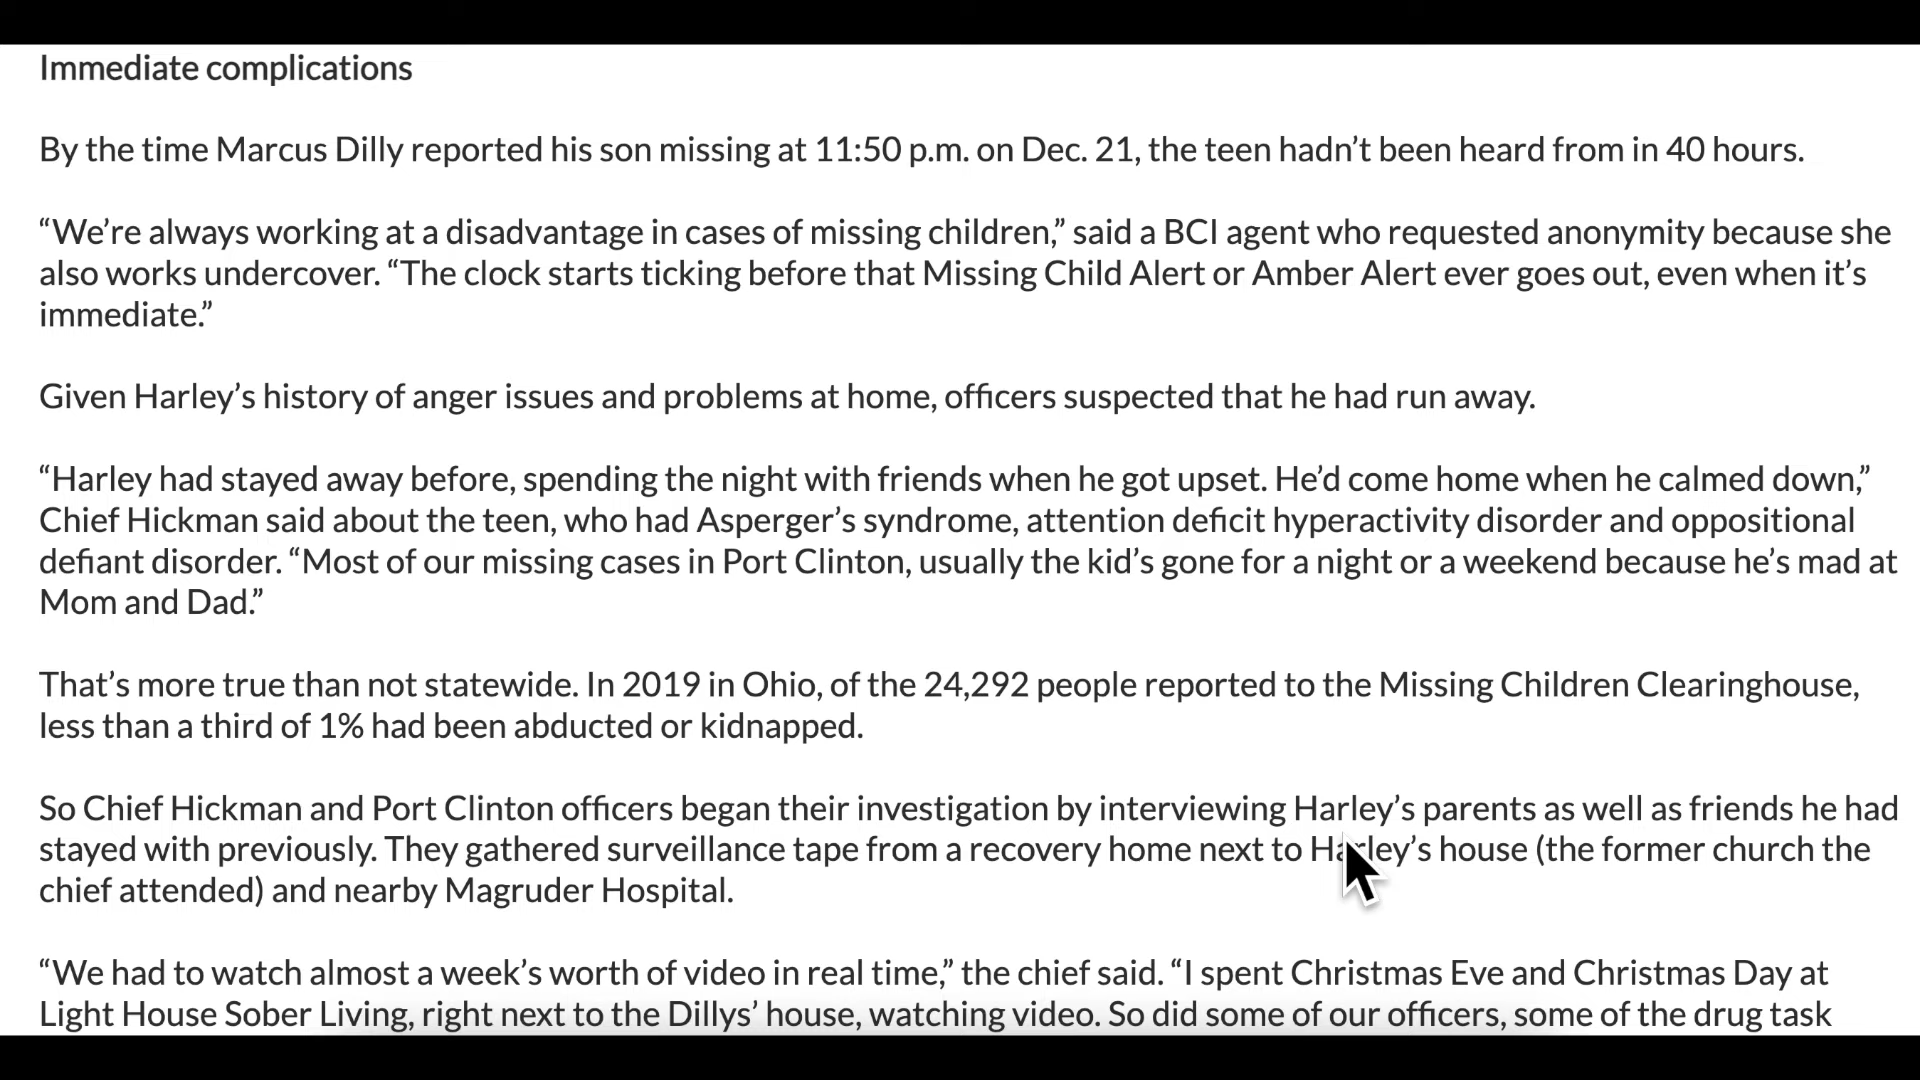 Immediate complications
By the time Marcus Dilly reported his son missing at 11:50 p.m. on Dec. 21, the teen hadn’t been heard from in 40 hours.
“We’re always working at a disadvantage in cases of missing children,” said a BCI agent who requested anonymity because she
also works undercover. “The clock starts ticking before that Missing Child Alert or Amber Alert ever goes out, even when it’s
immediate.”
Given Harley’s history of anger issues and problems at home, officers suspected that he had run away.
“Harley had stayed away before, spending the night with friends when he got upset. He’d come home when he calmed down,”
Chief Hickman said about the teen, who had Asperger’s syndrome, attention deficit hyperactivity disorder and oppositional
defiant disorder. “Most of our missing cases in Port Clinton, usually the kid’s gone for a night or a weekend because he’s mad at
Mom and Dad.”
That’s more true than not statewide. In 2019 in Ohio, of the 24,292 people reported to the Missing Children Clearinghouse,
less than a third of 1% had been abducted or kidnapped.
So Chief Hickman and Port Clinton officers began their investigation by interviewing Harley’s parents as well as friends he had
stayed with previously. They gathered surveillance tape from a recovery home next to Harley’s house (the former church the
chief attended) and nearby Magruder Hospital.
“We had to watch almost a week’s worth of video in real time,” the chief said. “I spent Christmas Eve and Christmas Day at
Light House Sober Living, right next to the Dillys’ house, watching video. So did some of our officers, some of the drug task